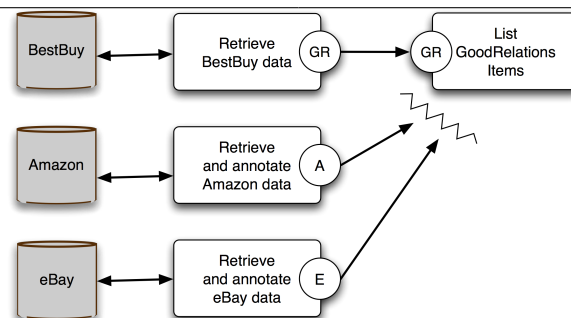 BestBuy
Retrieve
BestBuy data
GR
GR
List
GoodRelations
Items
Amazon
Retrieve
and annotate
Amazon data
A
eBay
Retrieve
and annotate
eBay data
E